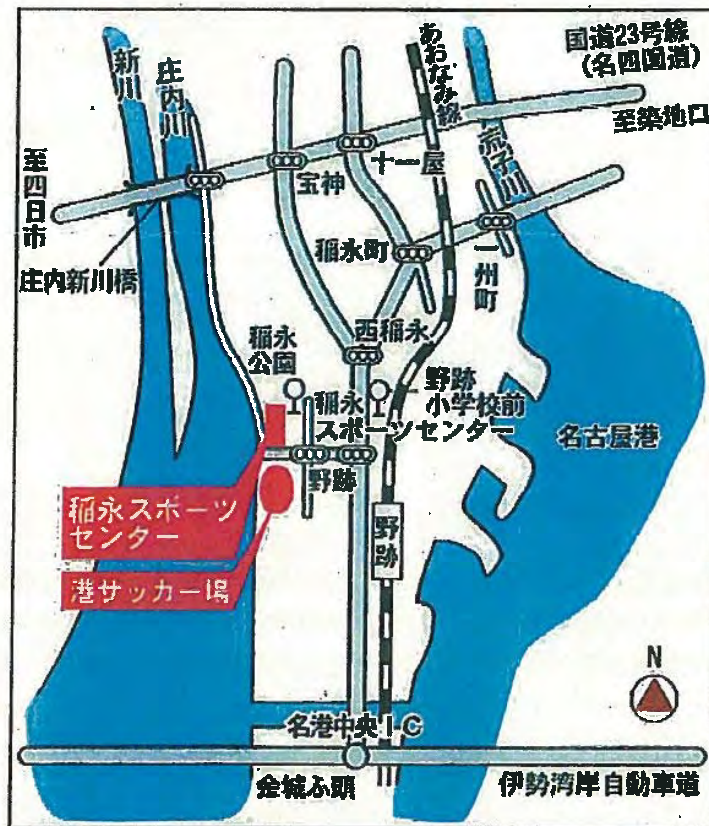 新川
庄内川
あおなみ線
国道23号線
(名四国道)
至築地口
荒子川
至四日市
宝神
十一屋
庄内新川橋
稲永町
一州町
西稲永
稲永
公園
野跡
小学校前
稲永
スポーツセンター
名古屋港
野跡
稲永スポーツ
センター
野跡
港サッカー場
N
名港中央IC
金城ふ頭
伊勢湾岸自動車道